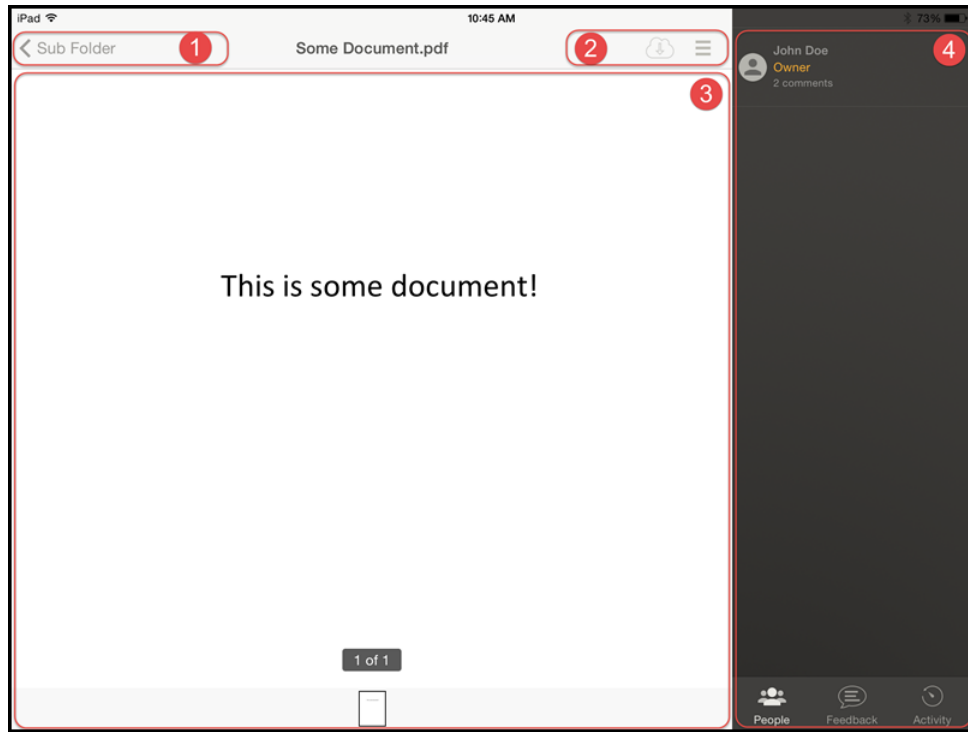 iPad 10:45 AM 73%
Sub Folder 1 Some Document.pdf 2
3
This is some document!
1 of 1
John Doe 4
Owner
2 comments
People Feedback Activity